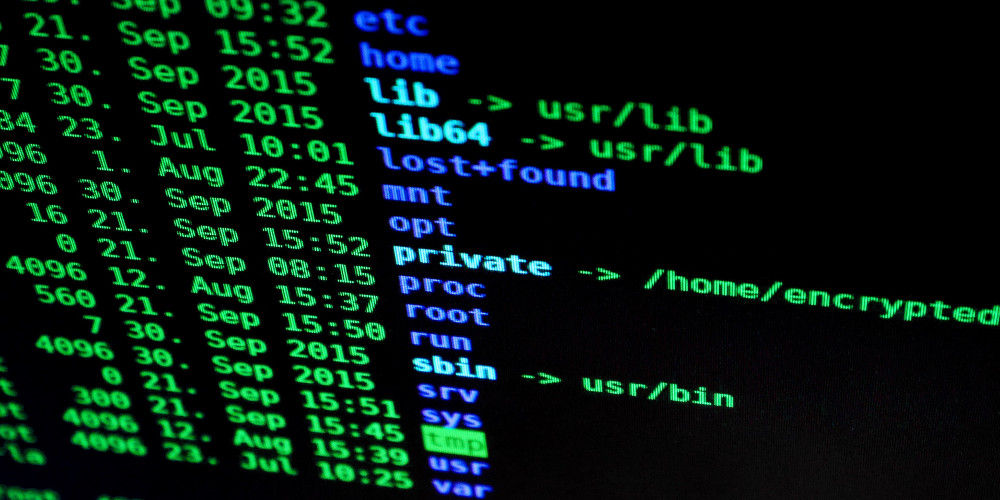 Sep 09:32 etc
21. Sep 15:52 home
7 30. Sep 2015 lib -> usr/lib
7 30. Sep 2015 lib64 -> usr/lib
84 23. Jul 10:01 lost+found
096 1. Aug 22:45 mnt
096 30. Sep 2015 opt
16 21. Sep 15:52 private -> /home/encrypted
0 21. Sep 08:15 proc
4096 12. Aug 15:37 root
560 21. Sep 15:50 run
7 30. Sep 2015 sbin -> usr/bin
4096 30. Sep 2015 srv
0 21. Sep 15:51 sys
300 21. Sep 15:45 tmp
4096 12. Aug 15:39 usr
4096 23. Jul 10:25 var